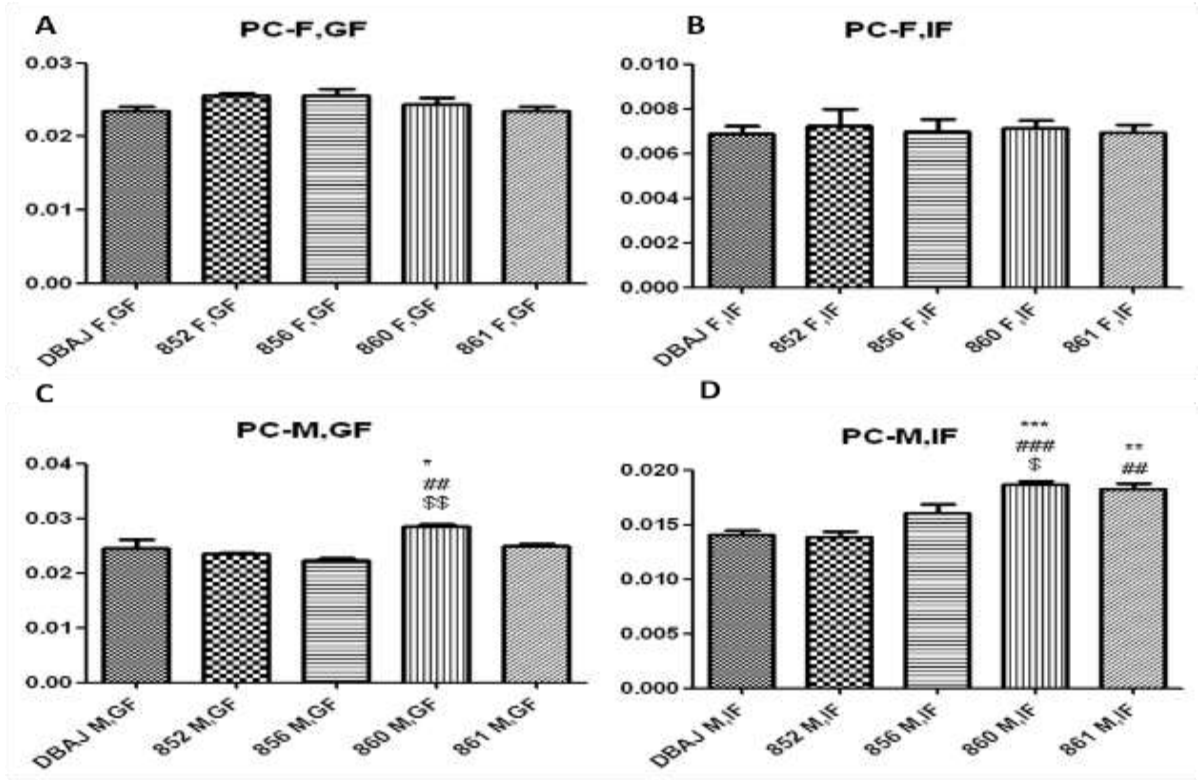 A
PC-F,GF
0.03
0.02
0.01
0.00
DBAJ F,GF
852 F,GF
856 F,GF
860 F,GF
861 F,GF
B
PC-F,IF
0.010
0.008
0.006
0.004
0.002
0.000
DBAJ F,IF
852 F,IF
856 F,IF
860 F,IF
861 F,IF
C
PC-M,GF
0.04
0.03
0.02
0.01
0.00
*
##
$$
DBAJ M,GF
852 M,GF
856 M,GF
860 M,GF
861 M,GF
D
PC-M,IF
0.020
0.015
0.010
0.005
0.000
***
###
$
**
##
DBAJ M,IF
852 M,IF
856 M,IF
860 M,IF
861 M,IF